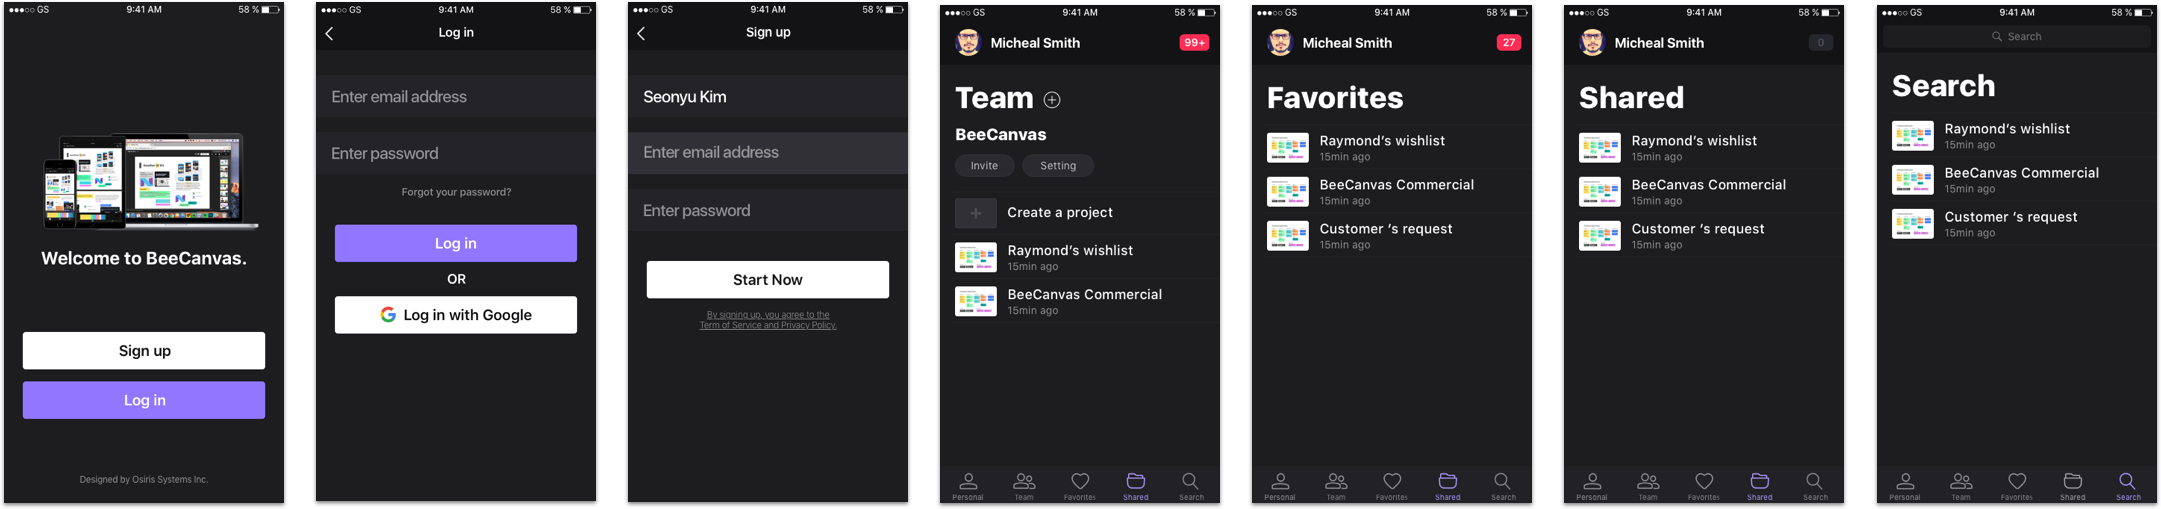 GS 9:41 AM 58 %
Welcome to BeeCanvas.
Sign up
Log in
Designed by Osiris Systems Inc.
GS 9:41 AM 58 %
Log in
Enter email address
Enter password
Forgot your password?
Log in
OR
Log in with Google
GS 9:41 AM 58 %
Sign up
Seonyu Kim
Enter email address
Enter password
Start Now
By signing up, you agree to the
Term of Service and Privacy Policy.
GS 9:41 AM 58 %
Micheal Smith 99+
Team
BeeCanvas
Invite Setting
Create a project
Raymond's wishlist
15min ago
BeeCanvas Commercial
15min ago
Personal Team Favorites Shared Search
GS 9:41 AM 58 %
Micheal Smith 27
Favorites
Raymond's wishlist
15min ago
BeeCanvas Commercial
15min ago
Customer 's request
15min ago
Personal Team Favorites Shared Search
GS 9:41 AM 58 %
Micheal Smith 0
Shared
Raymond's wishlist
15min ago
BeeCanvas Commercial
15min ago
Customer 's request
15min ago
Personal Team Favorites Shared Search
GS 9:41 AM 58 %
Search
Search
Raymond's wishlist
15min ago
BeeCanvas Commercial
15min ago
Customer 's request
15min ago
Personal Team Favorites Shared Search